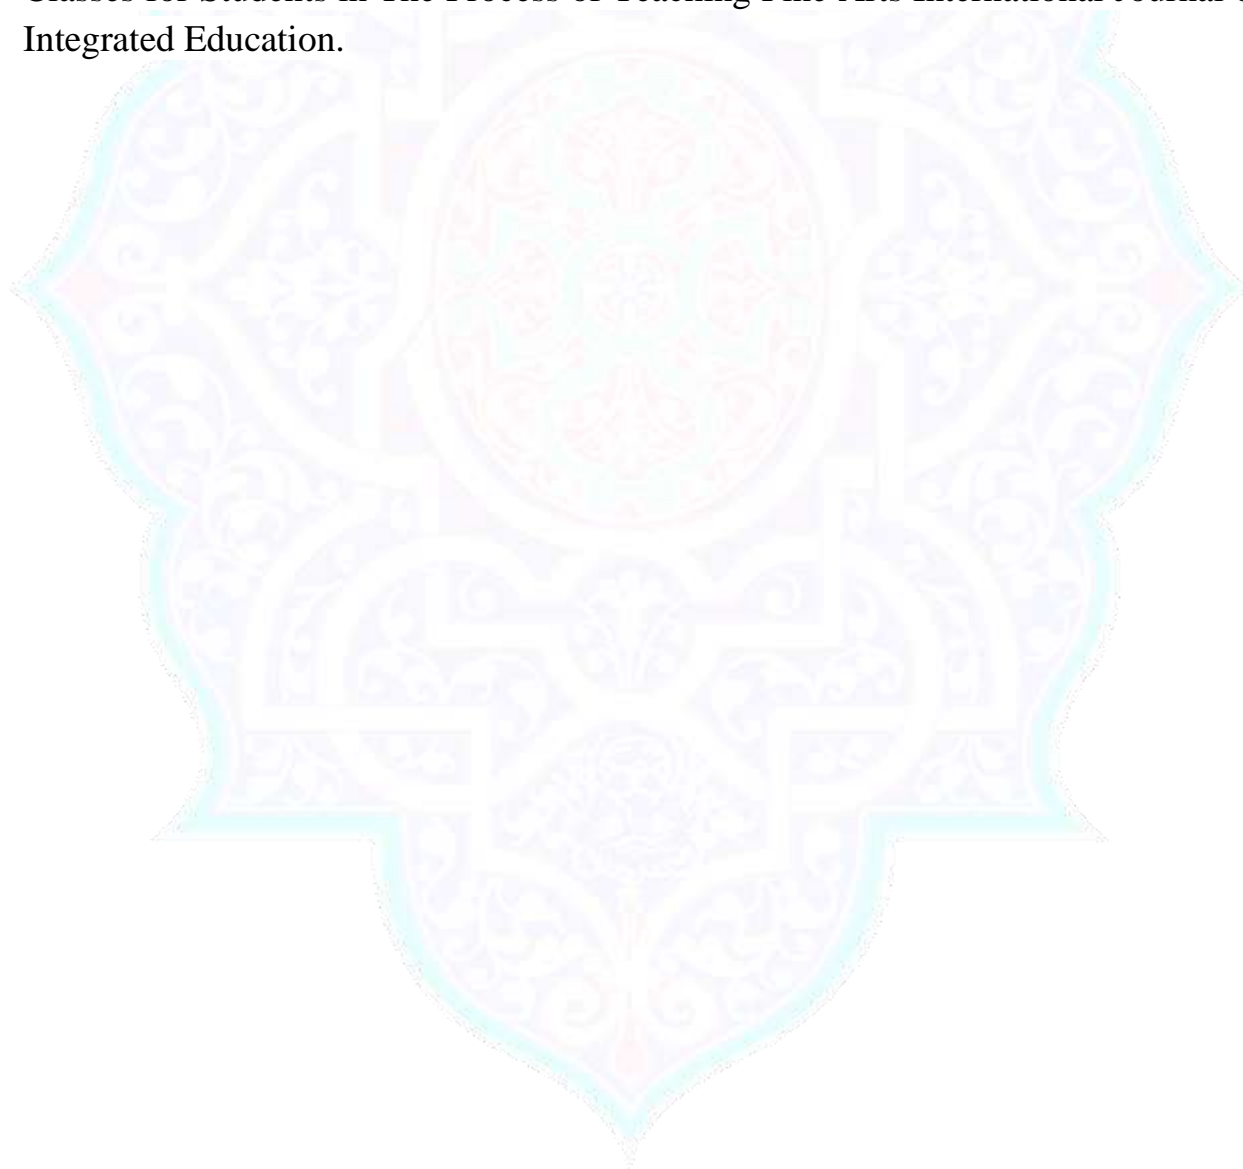 Classes for Students in The Process of Teaching Fine Arts International Journal
Integrated Education.